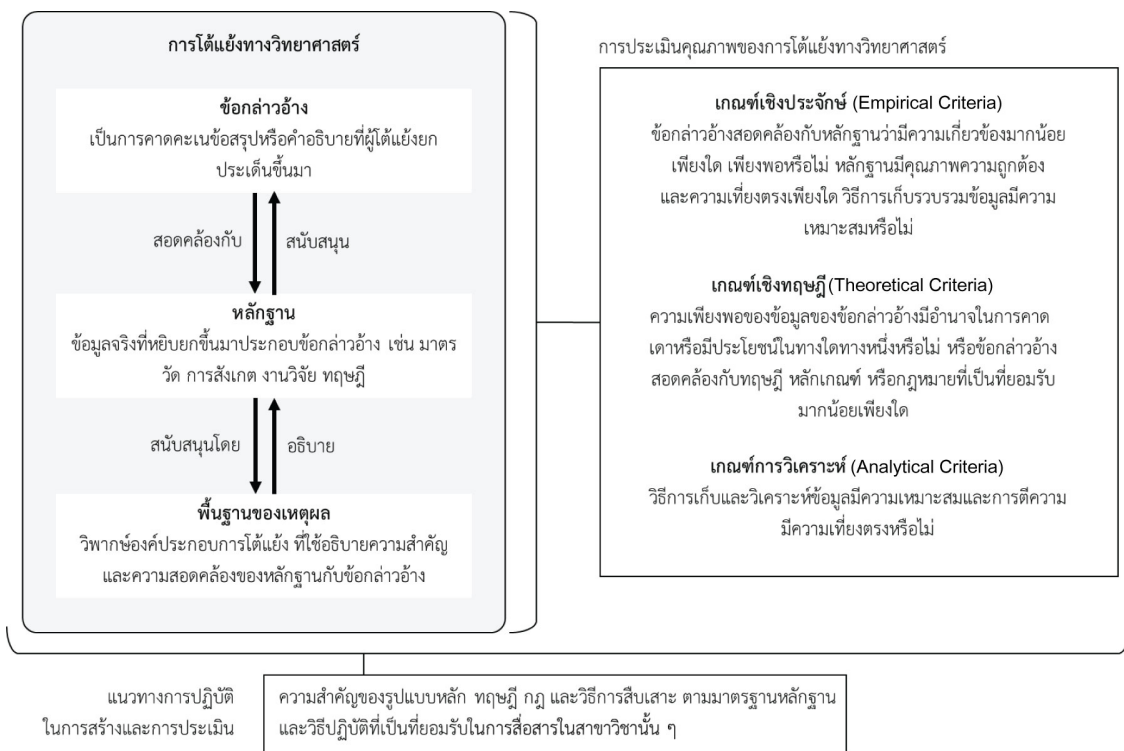 การโต้แย้งทางวิทยาศาสตร์
ข้อกล่าวอ้าง
เป็นการคาดคะเนข้อสรุปหรือคำอธิบายที่ผู้โต้แย้งยก
ประเด็นขึ้นมา
สอดคล้องกับ
สนับสนุน
หลักฐาน
ข้อมูลจริงที่หยิบยกขึ้นมาประกอบข้อกล่าวอ้าง เช่น มาตร
วัด การสังเกต งานวิจัย ทฤษฎี
สนับสนุนโดย
อธิบาย
พื้นฐานของเหตุผล
วิพากษ์องค์ประกอบการโต้แย้ง ที่ใช้อธิบายความสำคัญ
และความสอดคล้องของหลักฐานกับข้อกล่าวอ้าง
การประเมินคุณภาพของการโต้แย้งทางวิทยาศาสตร์
เกณฑ์เชิงประจักษ์ (Empirical Criteria)
ข้อกล่าวอ้างสอดคล้องกับหลักฐานว่ามีความเกี่ยวข้องมากน้อย
เพียงใด เพียงพอหรือไม่ หลักฐานมีคุณภาพความถูกต้อง
และความเที่ยงตรงเพียงใด วิธีการเก็บรวบรวมข้อมูลมีความ
เหมาะสมหรือไม่
เกณฑ์เชิงทฤษฎี (Theoretical Criteria)
ความเพียงพอของข้อมูลของข้อกล่าวอ้างมีอำนาจในการคาด
เดาหรือมีประโยชน์ในทางใดทางหนึ่งหรือไม่ หรือข้อกล่าวอ้าง
สอดคล้องกับทฤษฎี หลักเกณฑ์ หรือกฎหมายที่เป็นที่ยอมรับ
มากน้อยเพียงใด
เกณฑ์การวิเคราะห์ (Analytical Criteria)
วิธีการเก็บและวิเคราะห์ข้อมูลมีความเหมาะสมและการตีความ
มีความเที่ยงตรงหรือไม่
แนวทางการปฏิบัติ
ในการสร้างและการประเมิน
ความสำคัญของรูปแบบหลัก ทฤษฎี กฎ และวิธีการสืบเสาะ ตามมาตรฐานหลักฐาน
และวิธีปฏิบัติที่เป็นที่ยอมรับในการสื่อสารในสาขาวิชานั้น ๆ